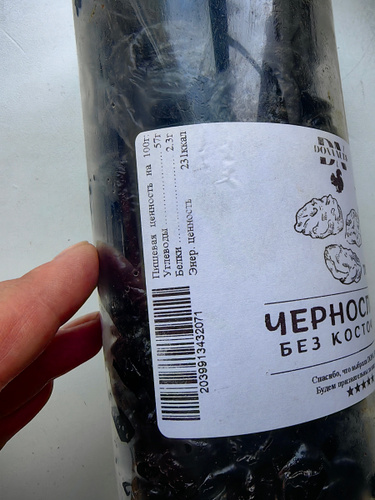 Пищевая ценность на 100г:
Углеводы 57г
Белки 2.3г
Энер. ценность 231ккал
2039913432071
ЧЕРНОС
БЕЗ КОСТО
Спасибо, что выбрали
Будем признательны
★★★★